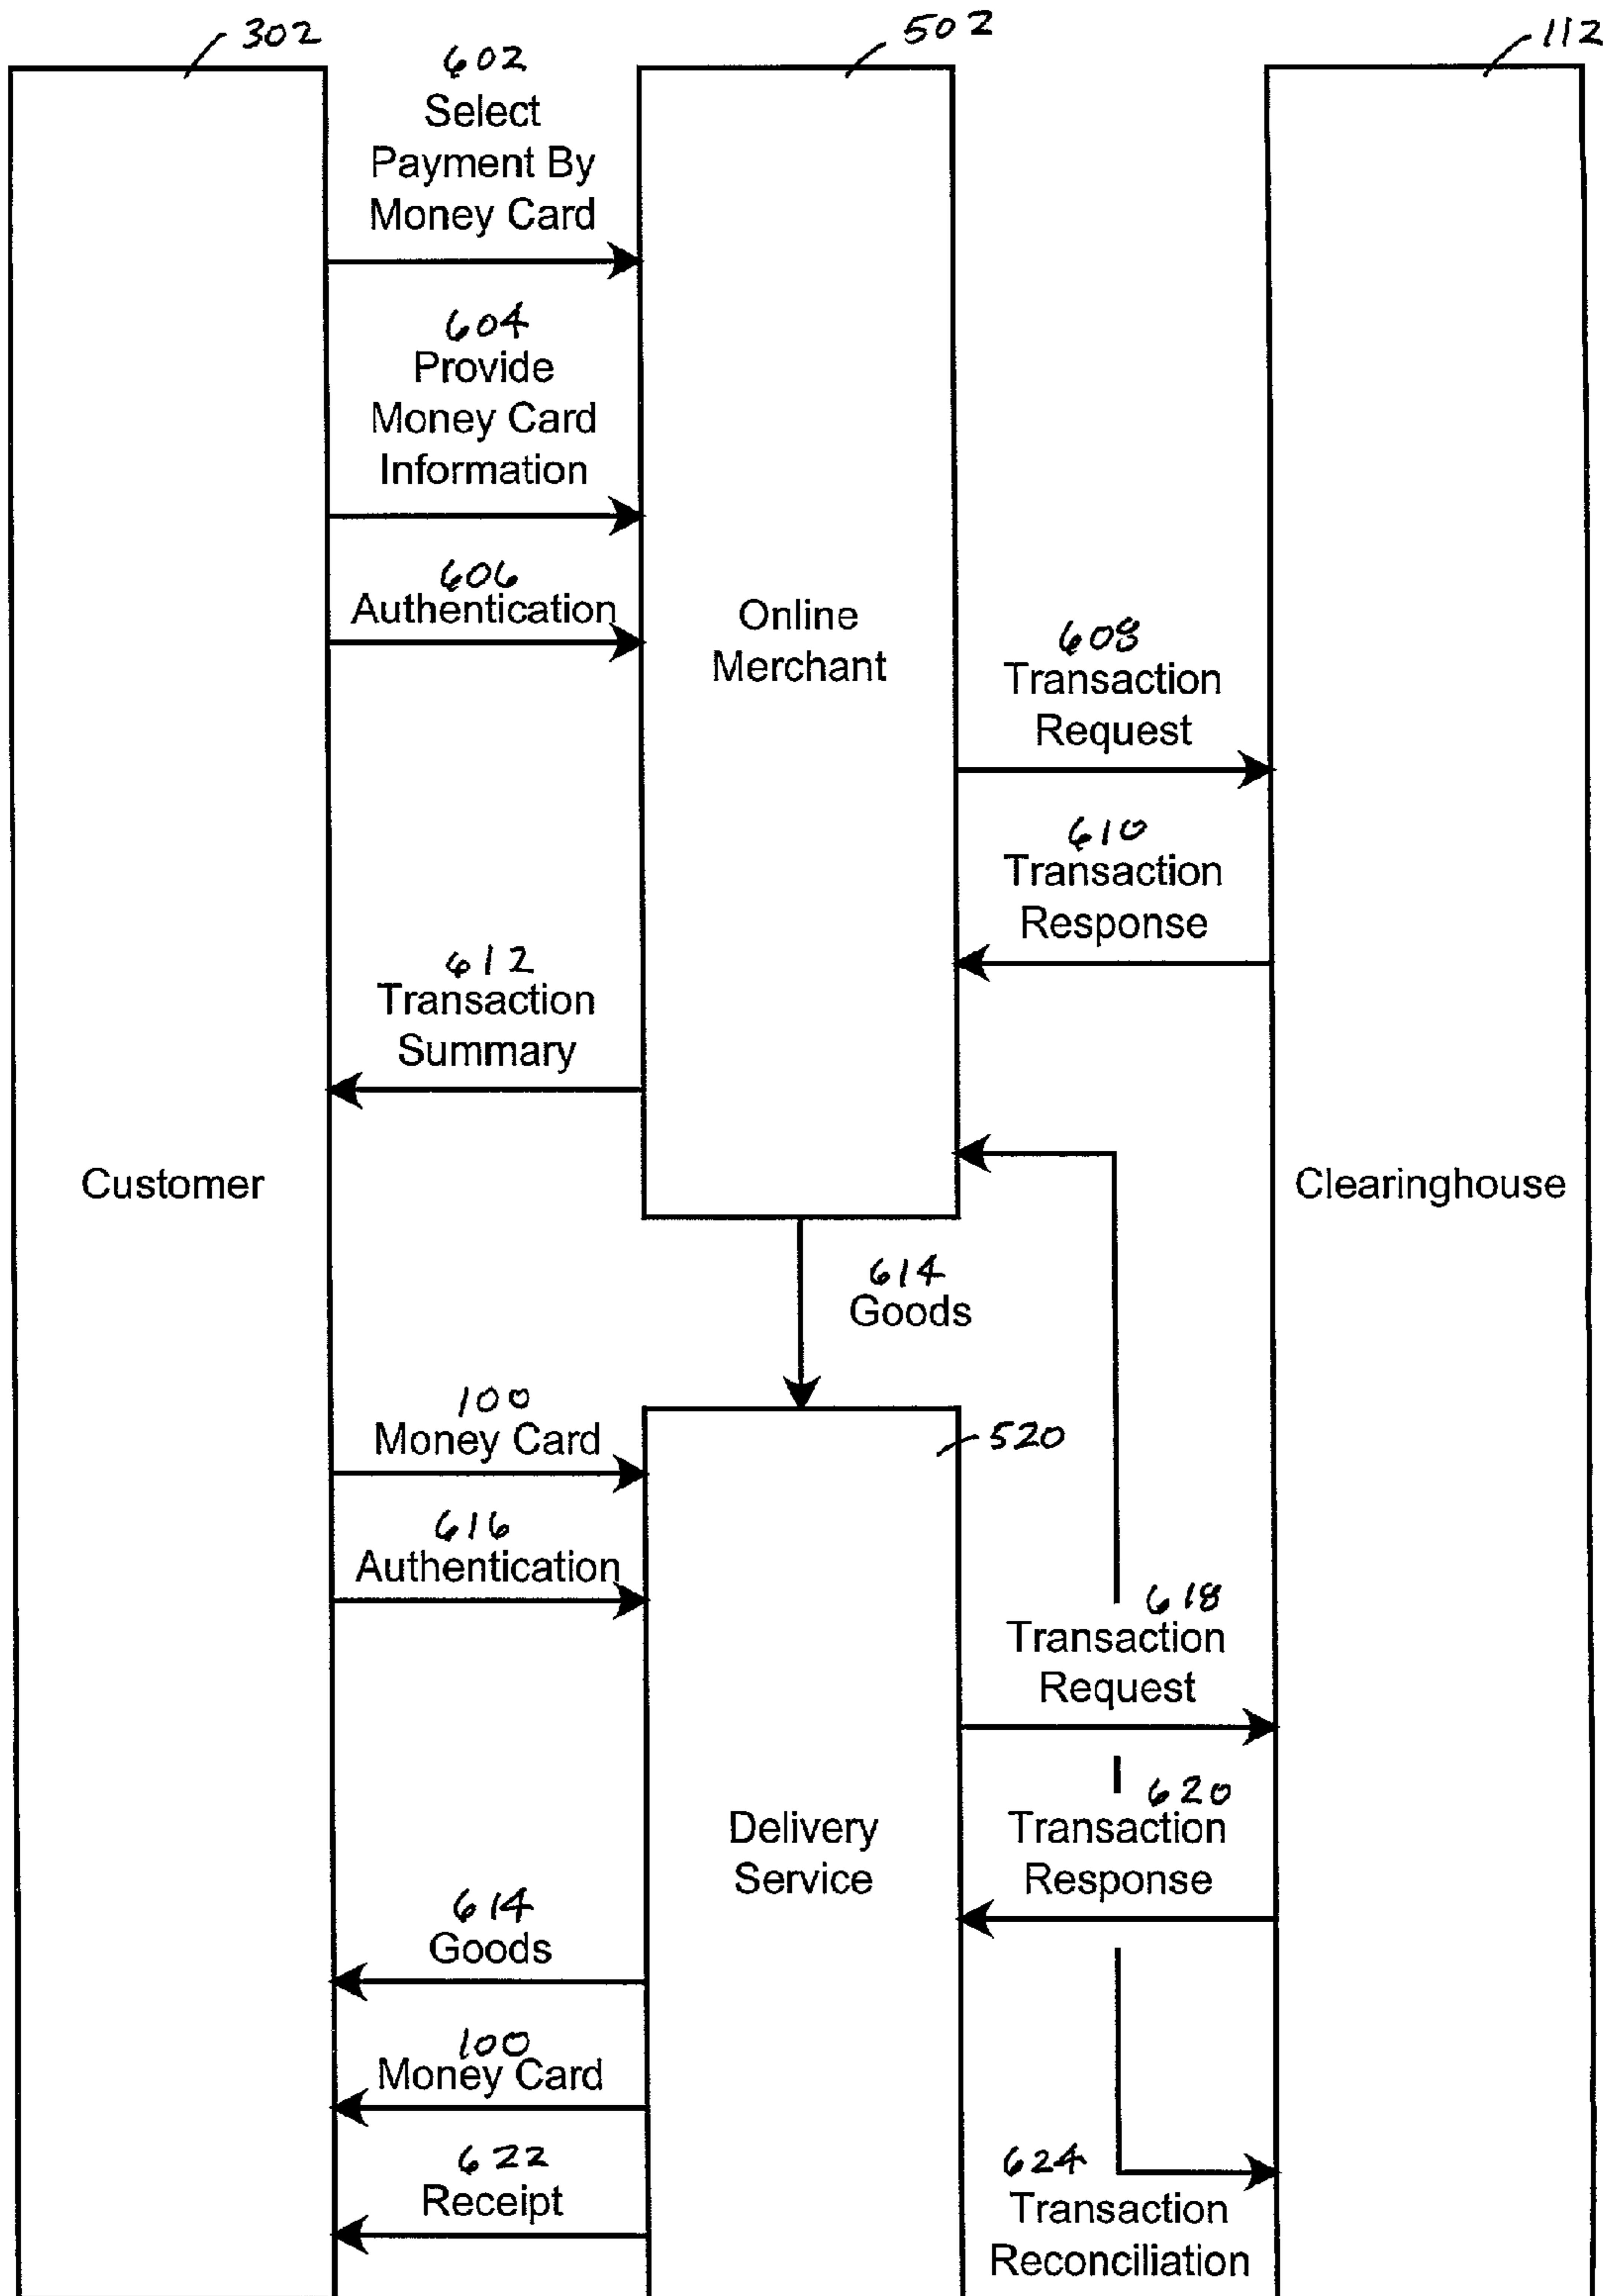 302
502
112
602
Select
Payment By
Money Card
604
Provide
Money Card
Information
606
Authentication
Online
Merchant
608
Transaction
Request
610
Transaction
Response
612
Transaction
Summary
Customer
Clearinghouse
614
Goods
100
Money Card
520
616
Authentication
618
Transaction
Request
Delivery
Service
620
Transaction
Response
614
Goods
100
Money Card
622
Receipt
624
Transaction
Reconciliation